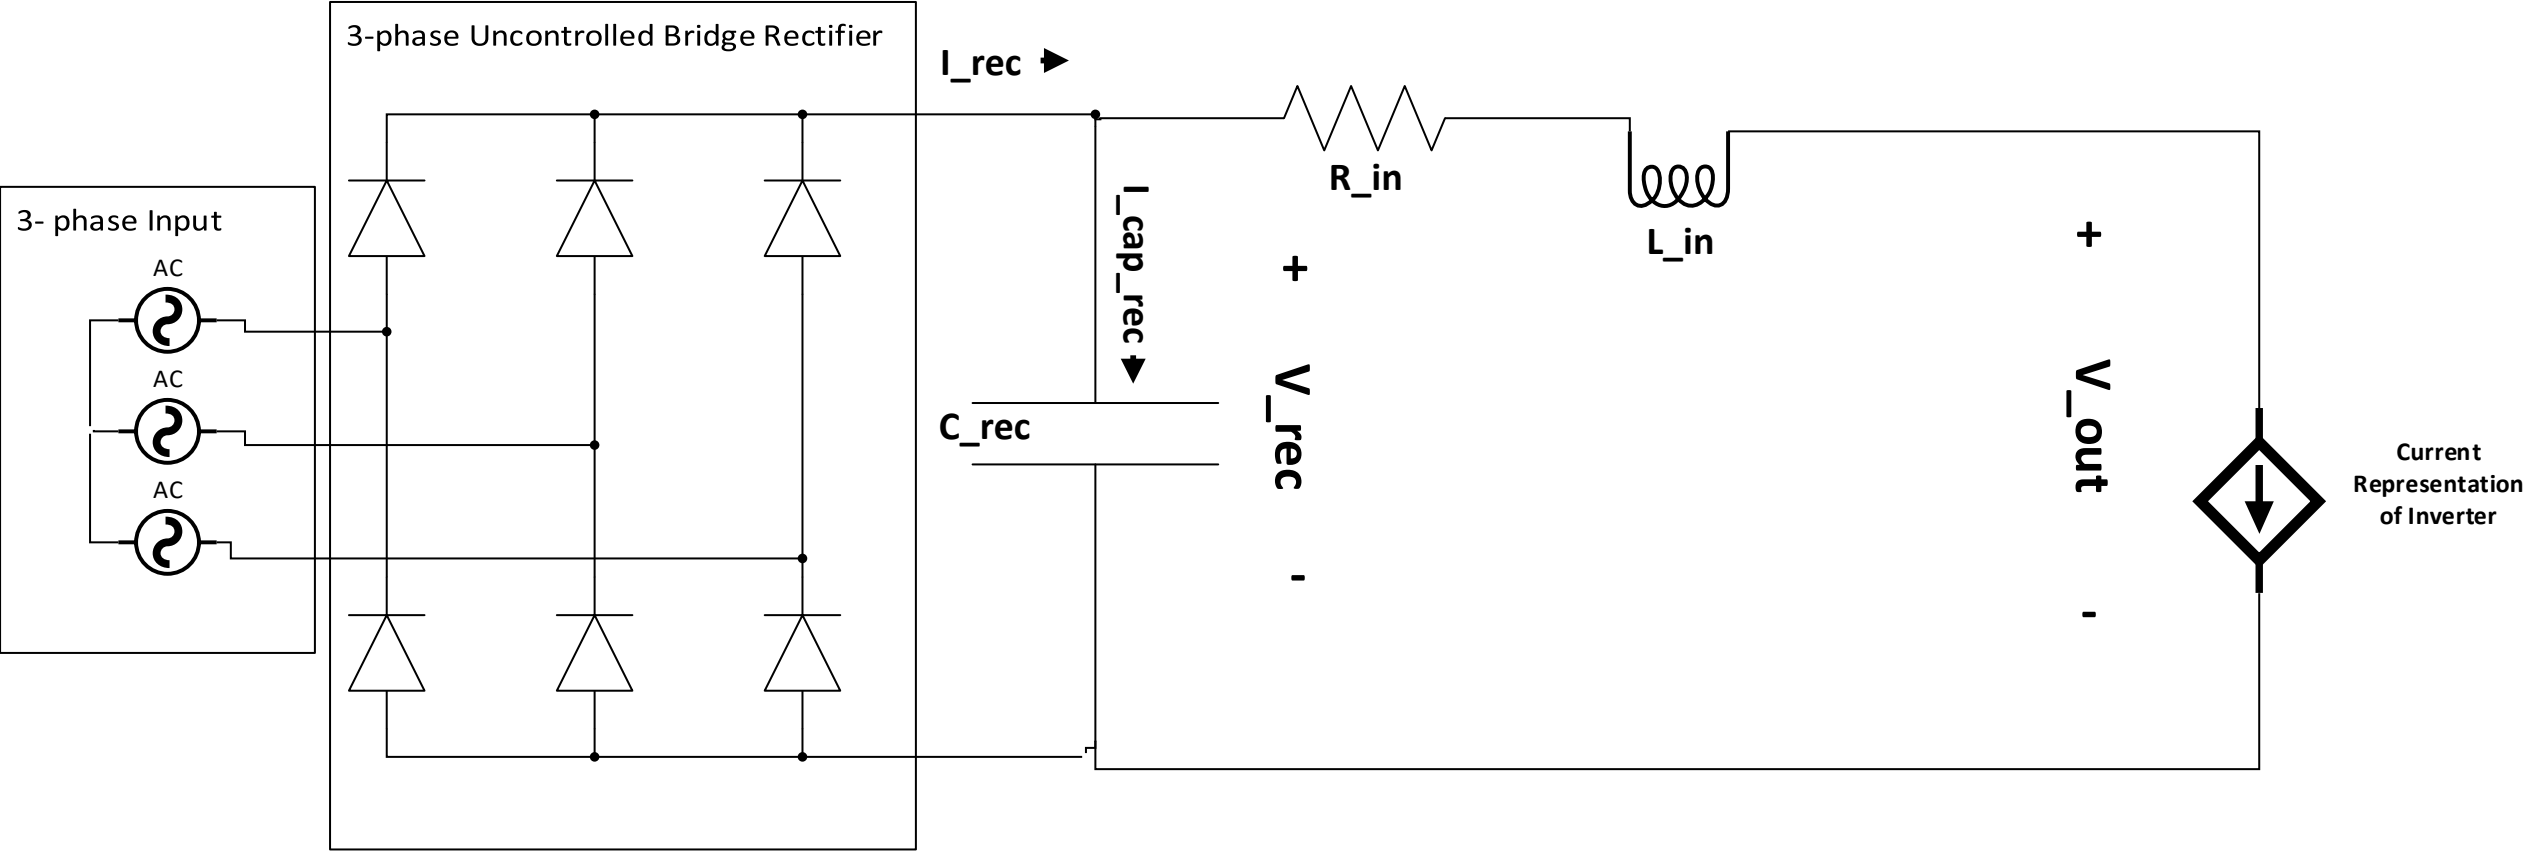 3-phase Uncontrolled Bridge Rectifier
I_rec
3- phase Input
AC
AC
AC
I_cap_rec
C_rec
R_in
L_in
+
V_rec
-
+
V_out
-
Current
Representation
of Inverter